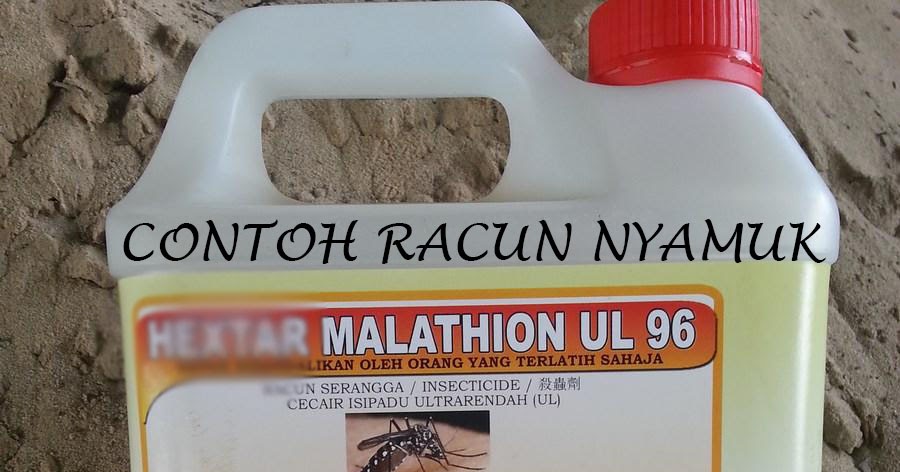 CONTOH RACUN NYAMUK
HEXTAR MALATHION UL 96
OLEH ORANG YANG TERLATIH SAHAJA
RACUN SERANGGA / INSECTICIDE / 殺蟲劑
CECAIR ISIPADU ULTRARENDAH (UL)